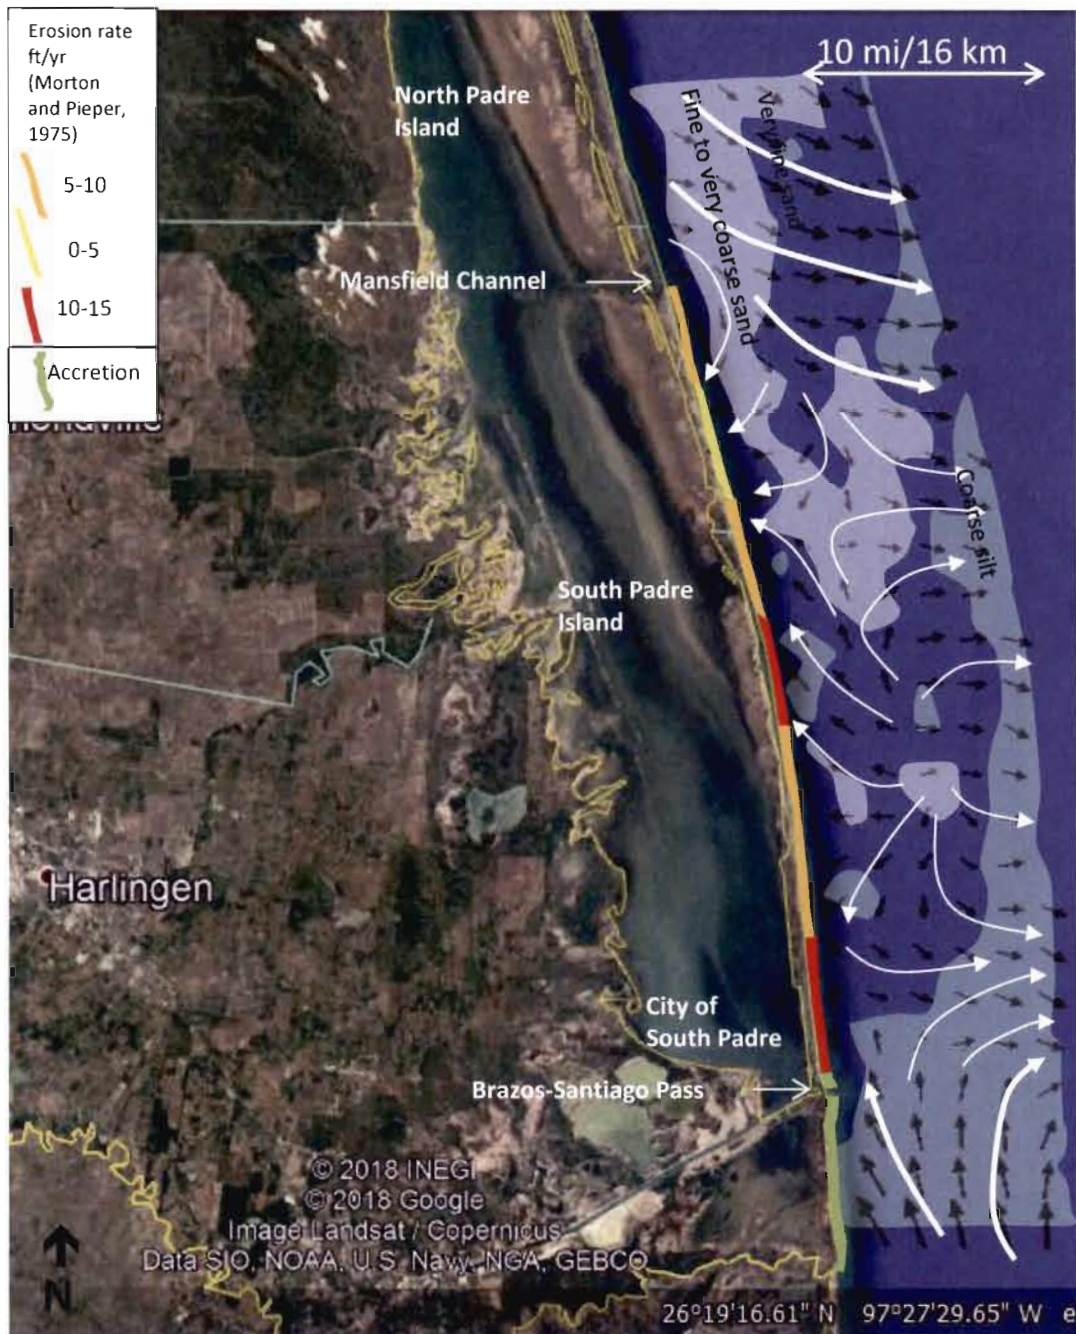 Erosion rate
ft/yr
(Morton
and Pieper,
1975)
5-10
0-5
10-15
Accretion
10 mi/16 km
North Padre
Island
Fine to very coarse sand
Very fine sand
Mansfield Channel
Coarse silt
South Padre
Island
Harlingen
City of
South Padre
Brazos-Santiago Pass
© 2018 INEGI
© 2018 Google
Image Landsat / Copernicus
Data SIO, NOAA, U.S. Navy, NGA, GEBCO
N
26°19'16.61" N 97°27'29.65" W e